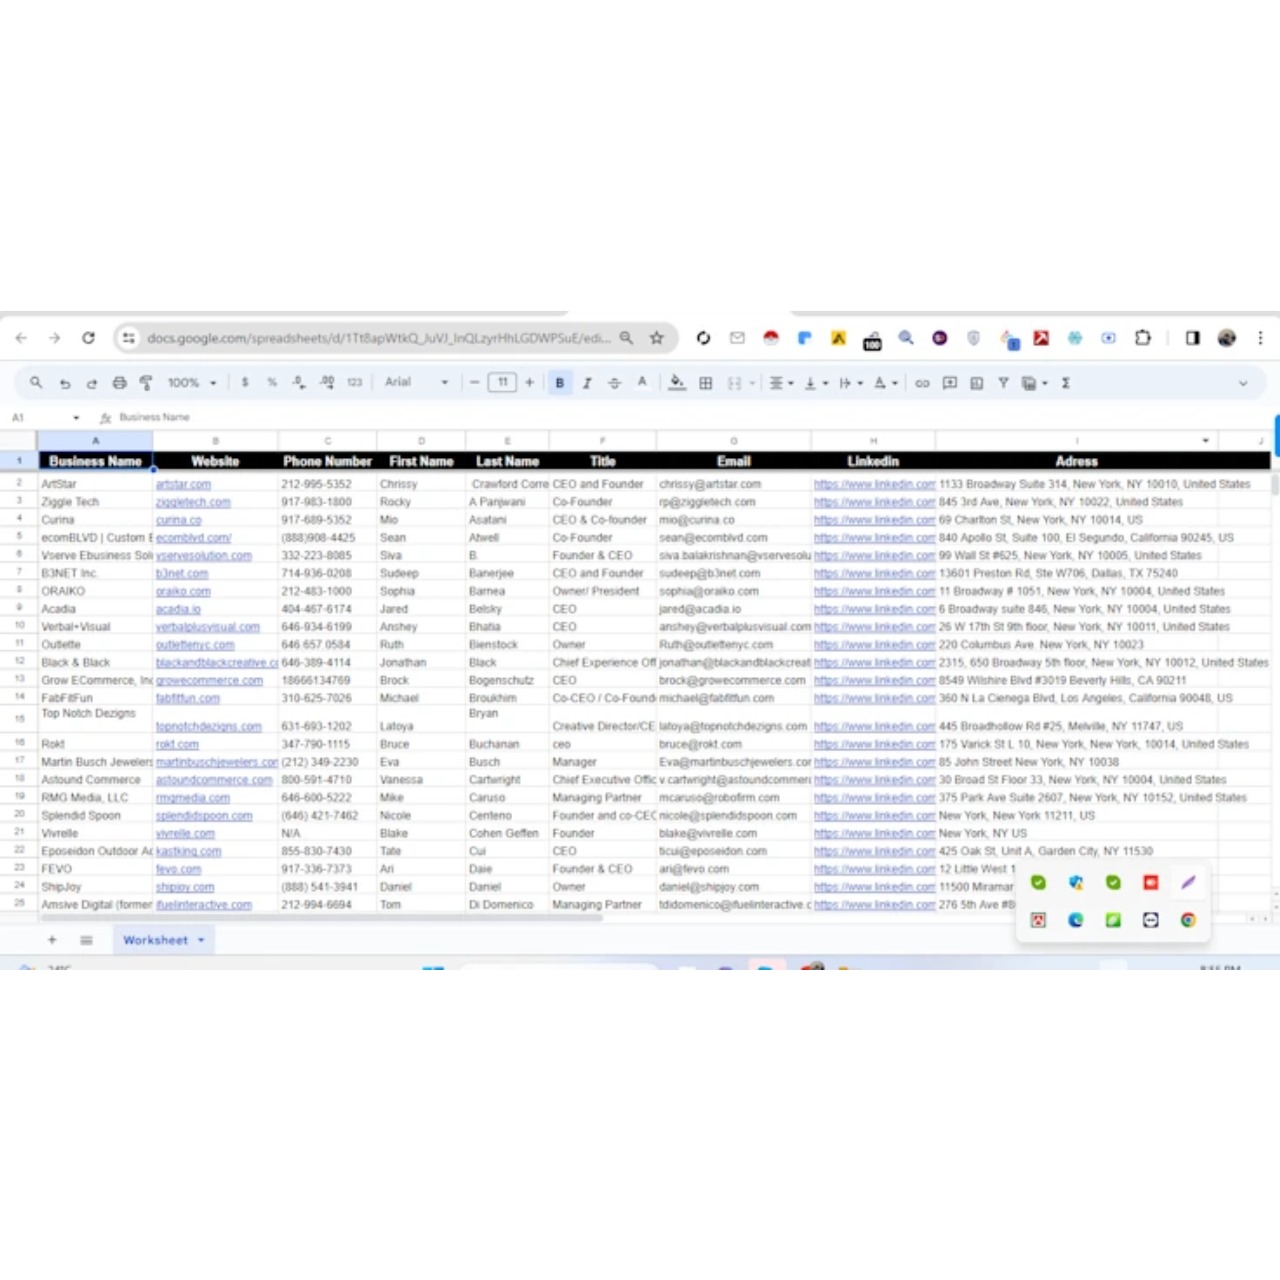 docs.google.com/spreadsheets/d/1Tt8apWtkQ_JuVJ_InQLzyrHhLGDWPSuE/edi...
100% $ % .0 .00 123 Arial 11 B I A
A1 fx Business Name
A B C D E F G H I J
1 Business Name Website Phone Number First Name Last Name Title Email Linkedin Adress
2 ArtStar artstar.com 212-995-5352 Chrissy Crawford Corre CEO and Founder chrissy@artstar.com https://www.linkedin.com 1133 Broadway Suite 314, New York, NY 10010, United States
3 Ziggle Tech ziggletech.com 917-983-1800 Rocky A Panjwani Co-Founder rp@ziggletech.com https://www.linkedin.com 845 3rd Ave, New York, NY 10022, United States
4 Curina curina.co 917-689-5352 Mio Asatani CEO & Co-founder mio@curina.co https://www.linkedin.com 69 Charlton St, New York, NY 10014, US
5 ecomBLVD | Custom E ecomblvd.com/ (888)908-4425 Sean Atwell Co-Founder sean@ecomblvd.com https://www.linkedin.com 840 Apollo St, Suite 100, El Segundo, California 90245, US
6 Vserve Ebusiness Soli vservesolution.com 332-223-8085 Siva B. Founder & CEO siva.balakrishnan@vservesolu https://www.linkedin.com 99 Wall St #625, New York, NY 10005, United States
7 B3NET Inc. b3net.com 714-936-0208 Sudeep Banerjee CEO and Founder sudeep@b3net.com https://www.linkedin.com 13601 Preston Rd, Ste W706, Dallas, TX 75240
8 ORAIKO oraiko.com 212-483-1000 Sophia Barnea Owner/ President sophia@oraiko.com https://www.linkedin.com 11 Broadway # 1051, New York, NY 10004, United States
9 Acadia acadia.io 404-467-6174 Jared Belsky CEO jared@acadia.io https://www.linkedin.com 6 Broadway suite 846, New York, NY 10004, United States
10 Verbal+Visual verbalplusvisual.com 646-934-6199 Anshey Bhatia CEO anshey@verbalplusvisual.com https://www.linkedin.com 26 W 17th St 9th floor, New York, NY 10011, United States
11 Outlette outlettenyc.com 646.657.0584 Ruth Bienstock Owner Ruth@outlettenyc.com https://www.linkedin.com 220 Columbus Ave. New York, NY 10023
12 Black & Black blackandblackcreative.co 646-389-4114 Jonathan Black Chief Experience Off jonathan@blackandblackcreat https://www.linkedin.com 2315, 650 Broadway 5th floor, New York, NY 10012, United States
13 Grow ECommerce, Inc growecommerce.com 18666134769 Brock Bogenschutz CEO brock@growecommerce.com https://www.linkedin.com 8549 Wilshire Blvd #3019 Beverly Hills, CA 90211
14 FabFitFun fabfitfun.com 310-625-7026 Michael Broukhim Co-CEO / Co-Found michael@fabfitfun.com https://www.linkedin.com 360 N La Cienega Blvd, Los Angeles, California 90048, US
15 Top Notch Dezigns topnotchdezigns.com 631-693-1202 Latoya Bryan Creative Director/CE latoya@topnotchdezigns.com https://www.linkedin.com 445 Broadhollow Rd #25, Melville, NY 11747, US
16 Rokt rokt.com 347-790-1115 Bruce Buchanan ceo bruce@rokt.com https://www.linkedin.com 175 Varick St L 10, New York, New York, 10014, United States
17 Martin Busch Jewelers martinbuschjewelers.com (212) 349-2230 Eva Busch Manager Eva@martinbuschjewelers.cor https://www.linkedin.com 85 John Street New York, NY 10038
18 Astound Commerce astoundcommerce.com 800-591-4710 Vanessa Cartwright Chief Executive Offic v.cartwright@astoundcommer https://www.linkedin.com 30 Broad St Floor 33, New York, NY 10004, United States
19 RMG Media, LLC rmgmedia.com 646-600-5222 Mike Caruso Managing Partner mcaruso@robofirm.com https://www.linkedin.com 375 Park Ave Suite 2607, New York, NY 10152, United States
20 Splendid Spoon splendidspoon.com (646) 421-7462 Nicole Centeno Founder and co-CEO nicole@splendidspoon.com https://www.linkedin.com New York, New York 11211, US
21 Vivrelle vivrelle.com N/A Blake Cohen Geffen Founder blake@vivrelle.com https://www.linkedin.com New York, NY US
22 Eposeidon Outdoor Ad kastking.com 855-830-7430 Tate Cui CEO ticui@eposeidon.com https://www.linkedin.com 425 Oak St, Unit A, Garden City, NY 11530
23 FEVO fevo.com 917-336-7373 Ari Daie Founder & CEO ari@fevo.com https://www.linkedin.com 12 Little West 1
24 ShipJoy shipjoy.com (888) 541-3941 Daniel Daniel Owner daniel@shipjoy.com https://www.linkedin.com 11500 Miramar
25 Amsive Digital (former ifuelinteractive.com 212-994-6694 Tom Di Domenico Managing Partner tdidomenico@ifuelinteractive.c https://www.linkedin.com 276 5th Ave #8
Worksheet